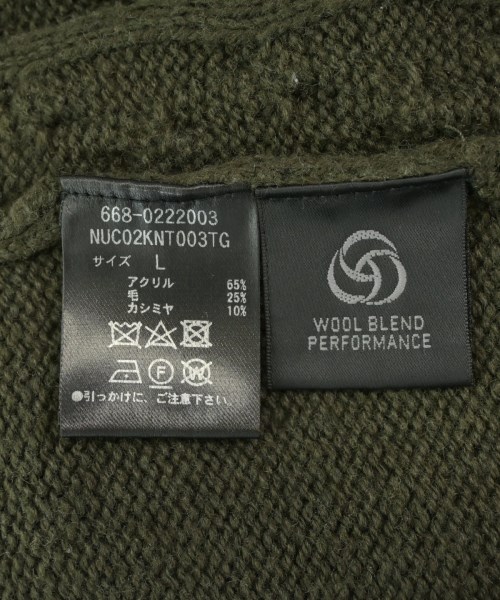 668-0222003
NUC02KNT003TG
サイズ L
アクリル 65%
毛 25%
カシミヤ 10%
F W
●引っかけに、ご注意下さい。
WOOL BLEND
PERFORMANCE